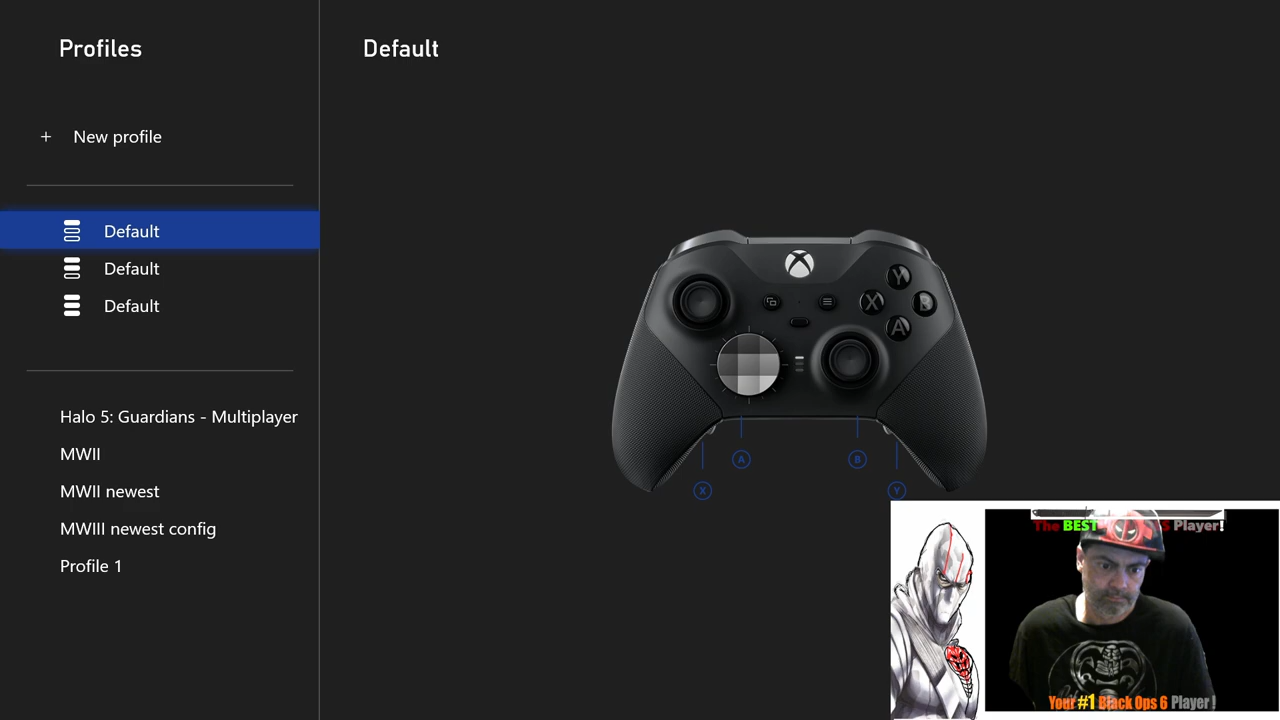 Profiles
Default
+ New profile
Default
Default
Default
Halo 5: Guardians - Multiplayer
MWII
MWII newest
MWIII newest config
Profile 1
Y
X
B
A
A
B
X
Y
The BEST
Player!
Your #1 Black Ops 6 Player !